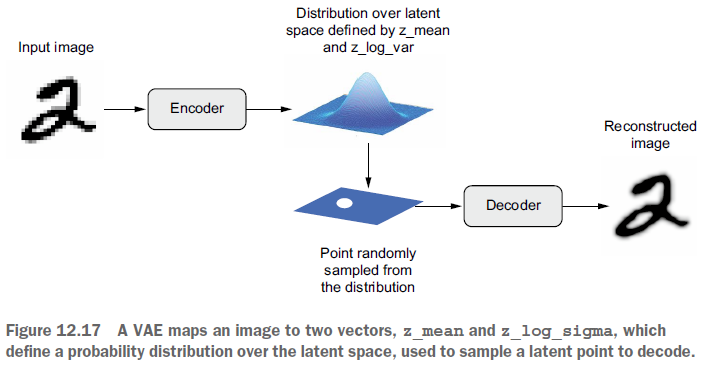 Distribution over latent
space defined by z_mean
and z_log_var
Input image
Encoder
Reconstructed
image
Decoder
Point randomly
sampled from
the distribution
Figure 12.17 A VAE maps an image to two vectors, z_mean and z_log_sigma, which
define a probability distribution over the latent space, used to sample a latent point to decode.